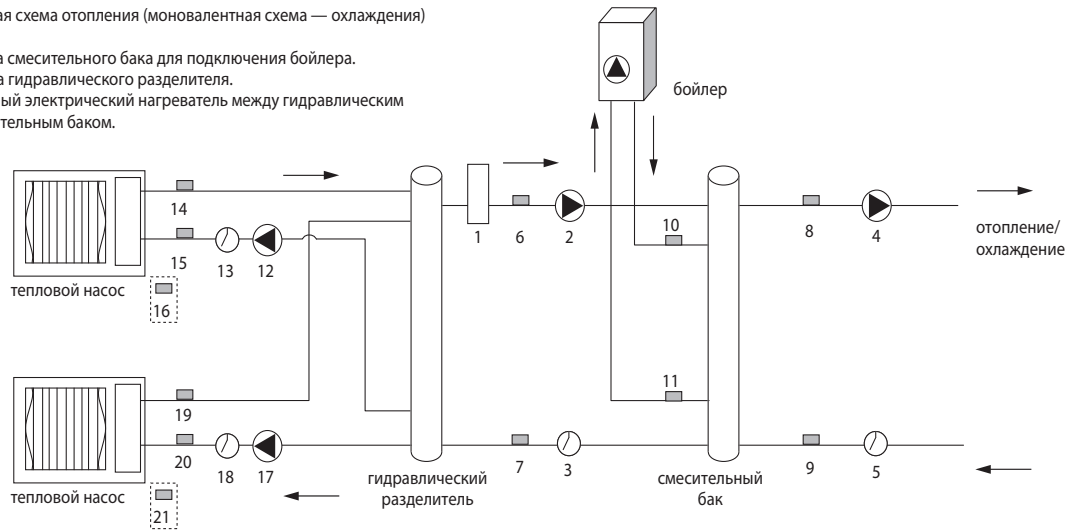 ая схема отопления (моновалентная схема — охлаждения)
а смесительного бака для подключения бойлера.
а гидравлического разделителя.
ный электрический нагреватель между гидравлическим
тельным баком.
бойлер
14
15
13
12
тепловой насос
16
1
6
2
10
8
4
отопление/
охлаждение
11
19
20
18
17
тепловой насос
21
гидравлический
разделитель
7
3
смесительный
бак
9
5